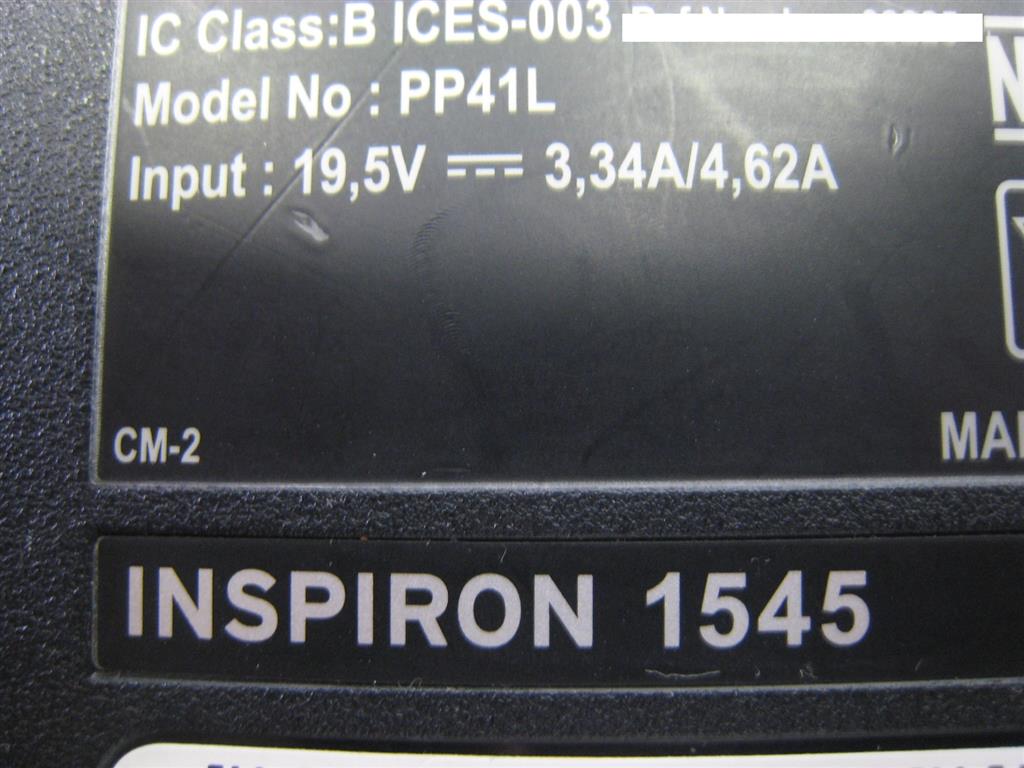 IC Class:B ICES-003
Model No : PP41L
Input : 19,5V ⎓ 3,34A/4,62A
CM-2
INSPIRON 1545